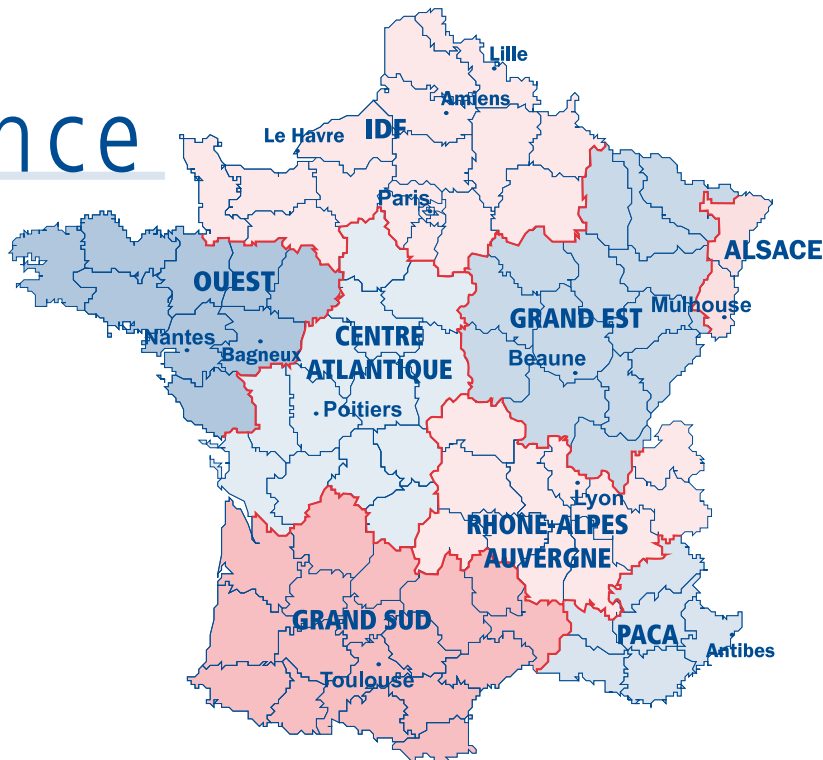 nce
Lille
Amiens
Le Havre
IDF
Paris
ALSACE
OUEST
Mulhouse
GRAND EST
Nantes
Bagneux
CENTRE
ATLANTIQUE
Beaune
Poitiers
Lyon
RHONE-ALPES
AUVERGNE
GRAND SUD
PACA
Antibes
Toulouse